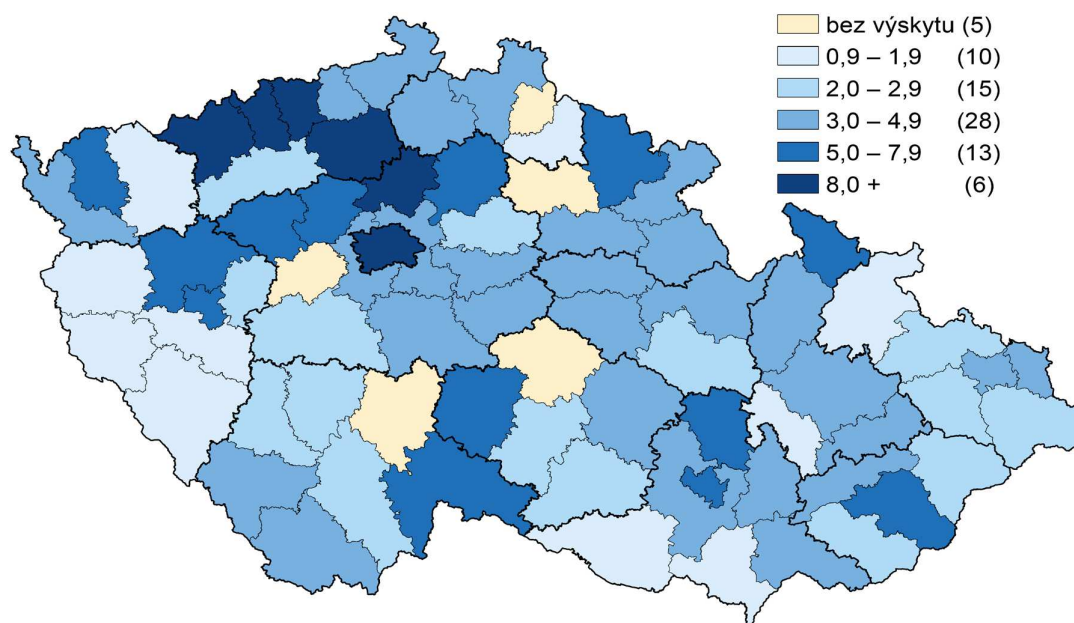 bez výskytu (5)
0,9 – 1,9 (10)
2,0 – 2,9 (15)
3,0 – 4,9 (28)
5,0 – 7,9 (13)
8,0 + (6)